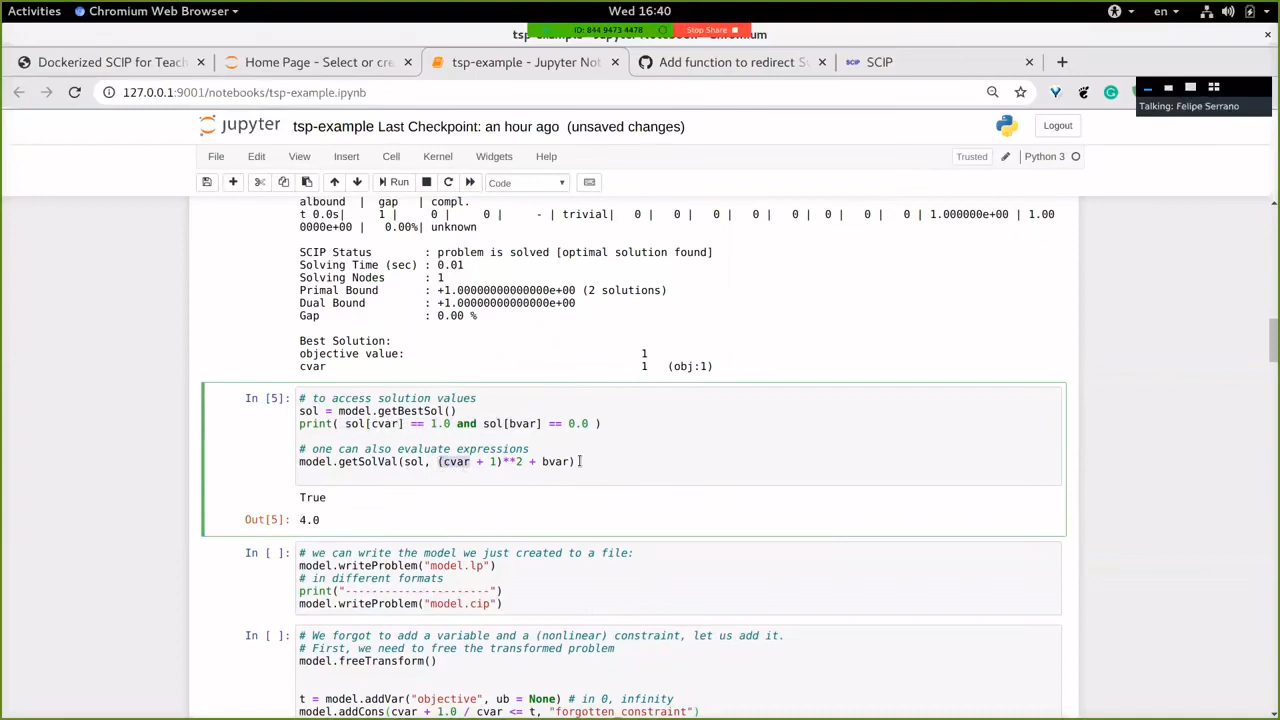 Activities Chromium Web Browser Wed 16:40 en
ID: 844 9473 4478 Stop Share
Dockerized SCIP for Teach Home Page - Select or cre tsp-example - Jupyter Not Add function to redirect S SCIP
127.0.0.1:9001/notebooks/tsp-example.ipynb
Talking: Felipe Serrano
jupyter tsp-example Last Checkpoint: an hour ago (unsaved changes) Logout
File Edit View Insert Cell Kernel Widgets Help Trusted Python 3
Run Code
albound | gap | compl.
t 0.0s| 1 | 0 | 0 | - | trivial| 0 | 0 | 0 | 0 | 0 | 0 | 0 | 0 | 1.000000e+00 | 1.00
0000e+00 | 0.00%| unknown
SCIP Status : problem is solved [optimal solution found]
Solving Time (sec) : 0.01
Solving Nodes : 1
Primal Bound : +1.00000000000000e+00 (2 solutions)
Dual Bound : +1.00000000000000e+00
Gap : 0.00 %
Best Solution:
objective value: 1
cvar 1 (obj:1)
In [5]: # to access solution values
sol = model.getBestSol()
print( sol[cvar] == 1.0 and sol[bvar] == 0.0 )
# one can also evaluate expressions
model.getSolVal(sol, (cvar + 1)**2 + bvar)
True
Out[5]: 4.0
In [ ]: # we can write the model we just created to a file:
model.writeProblem("model.lp")
# in different formats
print("----------------------")
model.writeProblem("model.cip")
In [ ]: # We forgot to add a variable and a (nonlinear) constraint, let us add it.
# First, we need to free the transformed problem
model.freeTransform()
t = model.addVar("objective", ub = None) # in 0, infinity
model.addCons(cvar + 1.0 / cvar <= t, "forgotten_constraint")